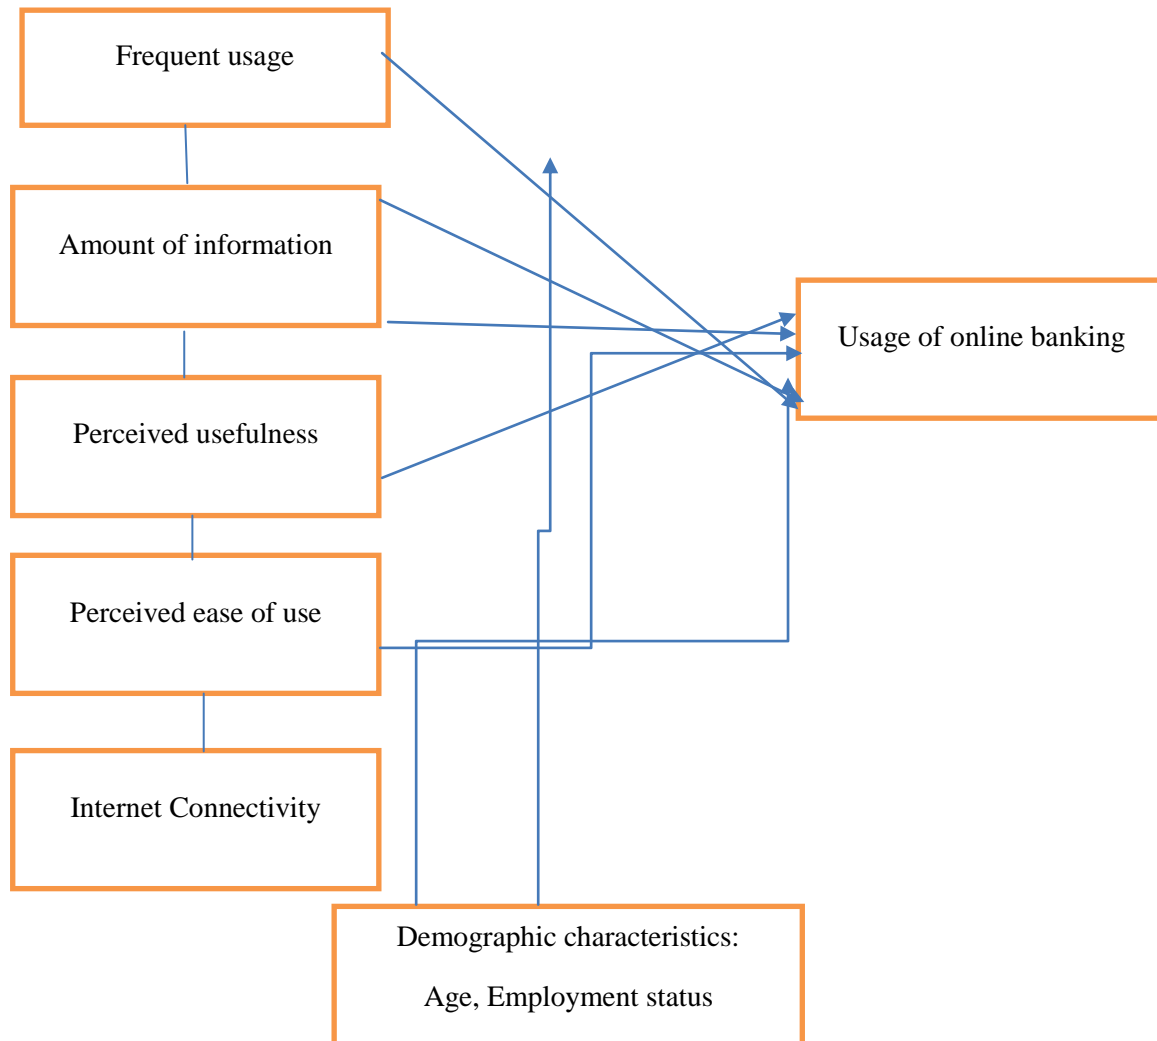 Frequent usage
Amount of information
Usage of online banking
Perceived usefulness
Perceived ease of use
Internet Connectivity
Demographic characteristics:
Age, Employment status